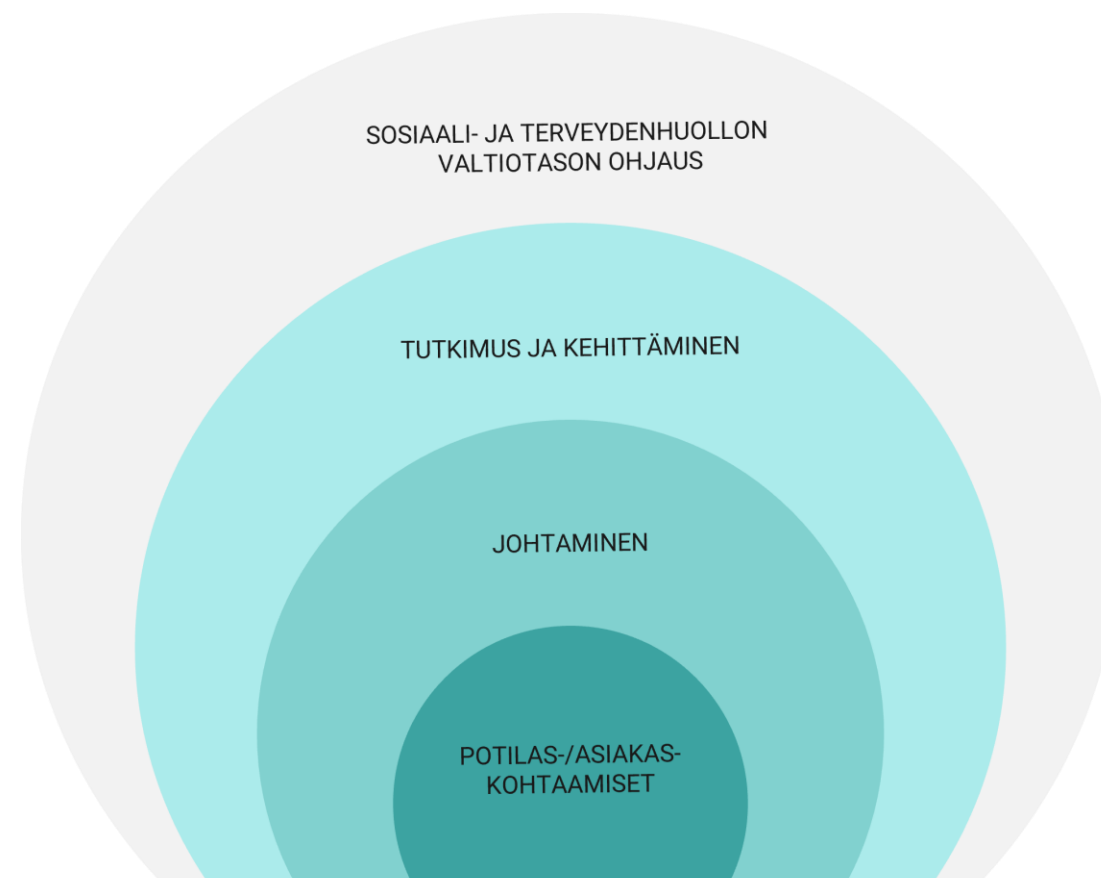 SOSIAALI- JA TERVEYDENHUOLLON
VALTIOTASON OHJAUS
TUTKIMUS JA KEHITTÄMINEN
JOHTAMINEN
POTILAS-/ASIAKAS-
KOHTAAMISET